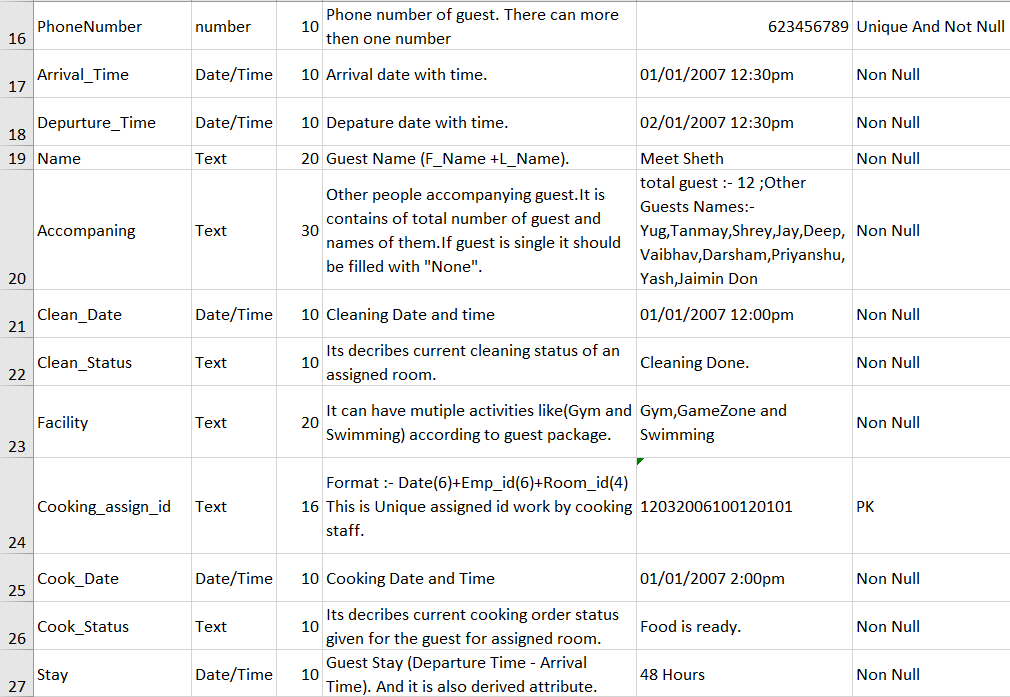 16 PhoneNumber number 10 Phone number of guest. There can more then one number 623456789 Unique And Not Null
17 Arrival_Time Date/Time 10 Arrival date with time. 01/01/2007 12:30pm Non Null
18 Depurture_Time Date/Time 10 Depature date with time. 02/01/2007 12:30pm Non Null
19 Name Text 20 Guest Name (F_Name +L_Name). Meet Sheth Non Null
20 Accompaning Text 30 Other people accompanying guest.It is contains of total number of guest and names of them.If guest is single it should be filled with "None". total guest :- 12 ;Other Guests Names:- Yug,Tanmay,Shrey,Jay,Deep, Vaibhav,Darsham,Priyanshu, Yash,Jaimin Don Non Null
21 Clean_Date Date/Time 10 Cleaning Date and time 01/01/2007 12:00pm Non Null
22 Clean_Status Text 10 Its decribes current cleaning status of an assigned room. Cleaning Done. Non Null
23 Facility Text 20 It can have mutiple activities like(Gym and Swimming) according to guest package. Gym,GameZone and Swimming Non Null
24 Cooking_assign_id Text 16 Format :- Date(6)+Emp_id(6)+Room_id(4) This is Unique assigned id work by cooking staff. 12032006100120101 PK
25 Cook_Date Date/Time 10 Cooking Date and Time 01/01/2007 2:00pm Non Null
26 Cook_Status Text 10 Its decribes current cooking order status given for the guest for assigned room. Food is ready. Non Null
27 Stay Date/Time 10 Guest Stay (Departure Time - Arrival Time). And it is also derived attribute. 48 Hours Non Null